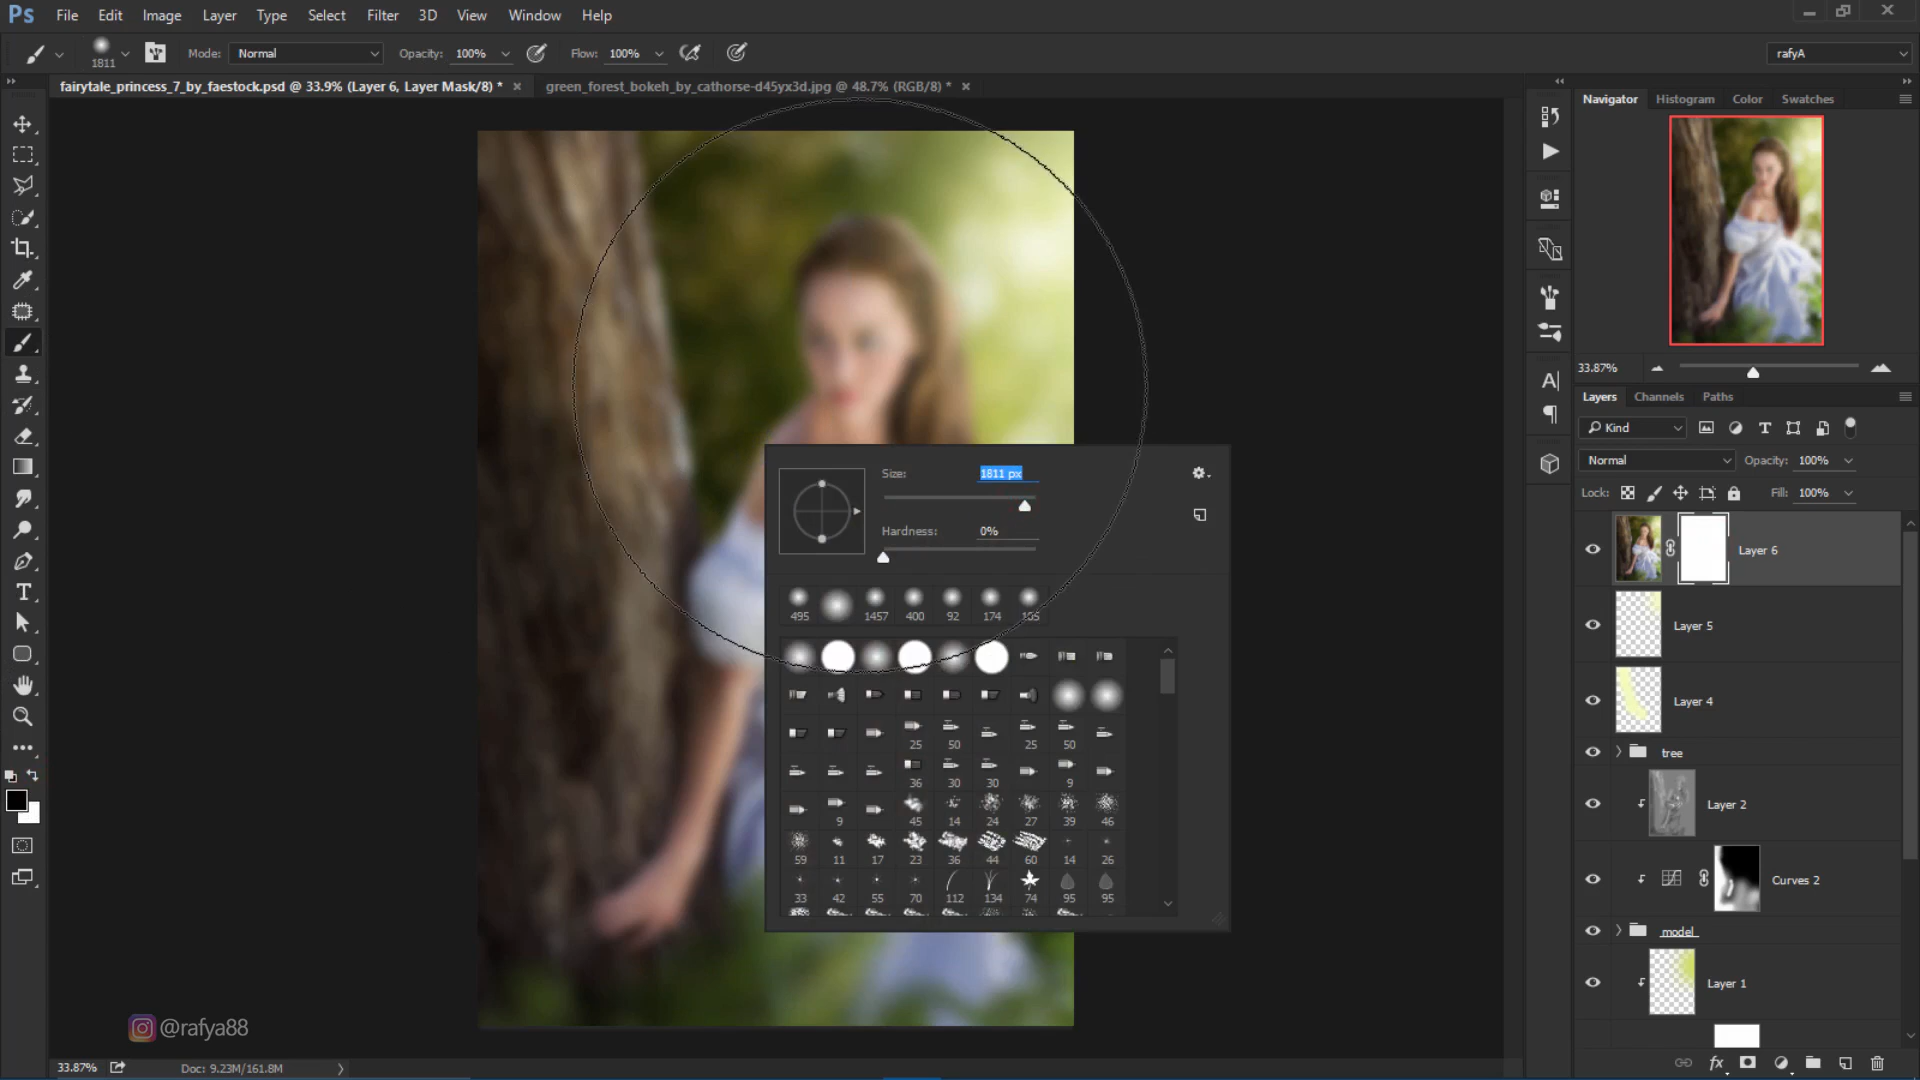 Ps File Edit Image Layer Type Select Filter 3D View Window Help
1811 Mode: Normal Opacity: 100% Flow: 100% rafyA
fairytale_princess_7_by_faestock.psd @ 33.9% (Layer 6, Layer Mask/8) * × green_forest_bokeh_by_cathorse-d45yx3d.jpg @ 48.7% (RGB/8) * ×
Navigator Histogram Color Swatches
33.87%
Layers Channels Paths
Kind
Normal Opacity: 100%
Lock: Fill: 100%
Layer 6
Layer 5
Layer 4
tree
Layer 2
Curves 2
model
Layer 1
Size: 1811 px
Hardness: 0%
495 1457 400 92 174 105
25 50 25 50
36 30 30 9
9 45 14 24 27 39 46
59 11 17 23 36 44 60 14 26
33 42 55 70 112 134 74 95 95
@rafya88
33.87% Doc: 9.23M/161.8M